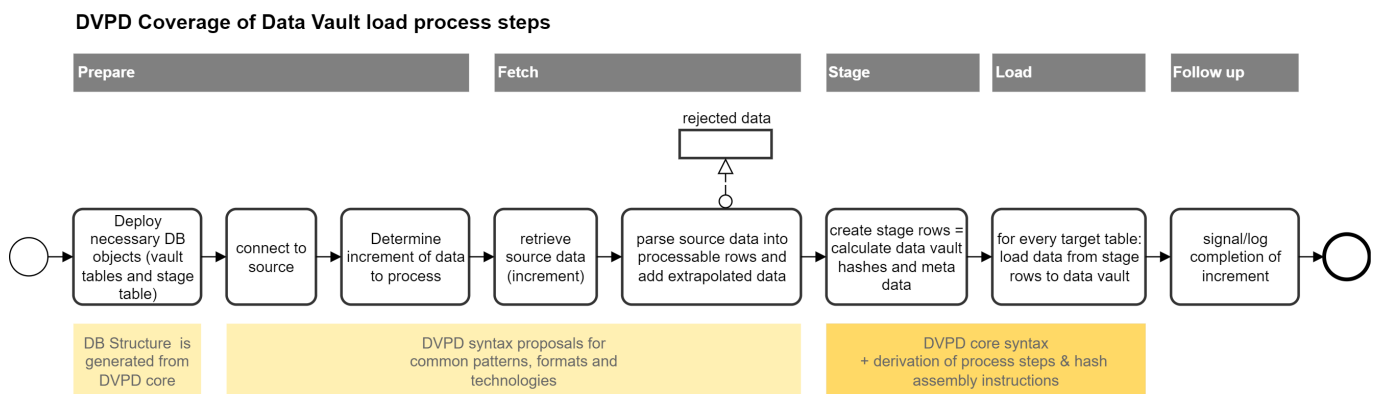 DVPD Coverage of Data Vault load process steps
Prepare
Fetch
Stage
Load
Follow up
rejected data
Deploy
necessary DB
objects (vault
tables and stage
table)
connect to
source
Determine
increment of data
to process
retrieve
source data
(increment)
parse source data into
processable rows and
add extrapolated data
create stage rows =
calculate data vault
hashes and meta
data
for every target table:
load data from stage
rows to data vault
signal/log
completion of
increment
DB Structure is
generated from
DVPD core
DVPD syntax proposals for
common patterns, formats and
technologies
DVPD core syntax
+ derivation of process steps & hash
assembly instructions